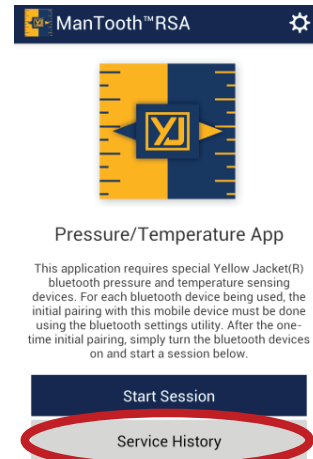 ManTooth™RSA
YJ
Pressure/Temperature App
This application requires special Yellow Jacket(R)
bluetooth pressure and temperature sensing
devices. For each bluetooth device being used, the
initial pairing with this mobile device must be done
using the bluetooth settings utility. After the one-
time initial pairing, simply turn the bluetooth devices
on and start a session below.
Start Session
Service History